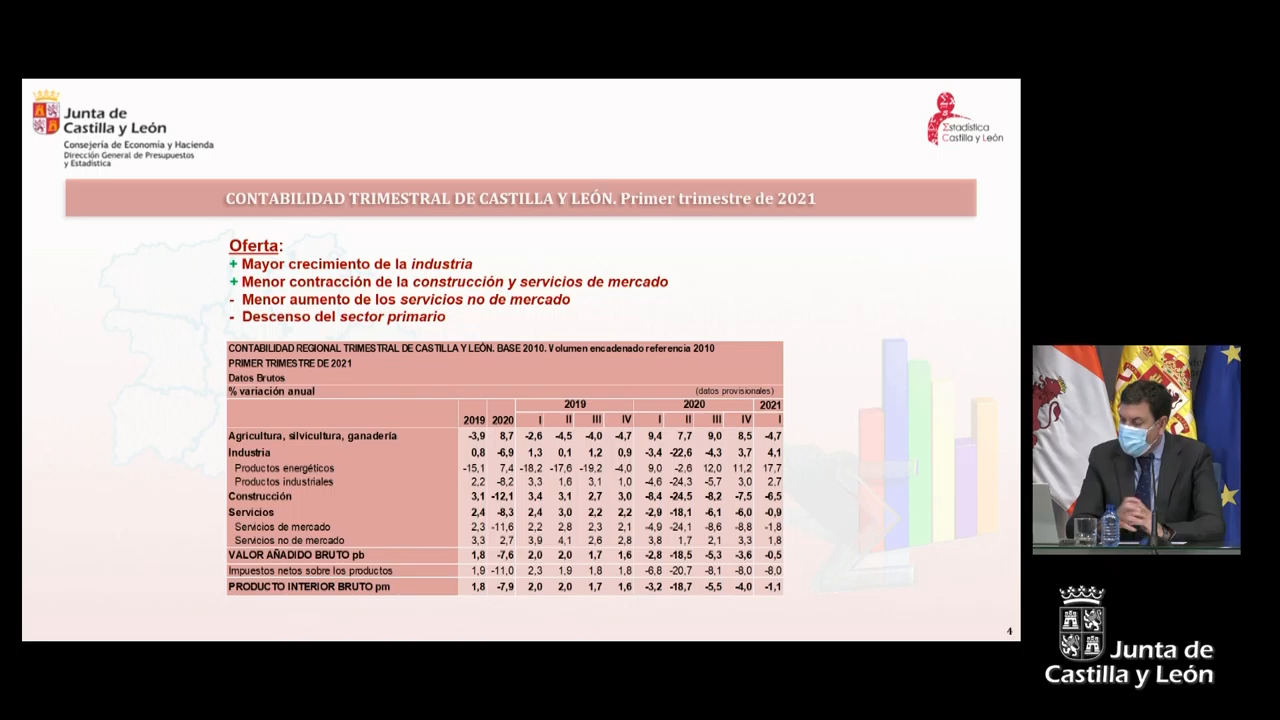 Junta de
Castilla y León
Consejería de Economía y Hacienda
Dirección General de Presupuestos
y Estadística
Estadística
Castilla y León
CONTABILIDAD TRIMESTRAL DE CASTILLA Y LEÓN. Primer trimestre de 2021
Oferta:
+ Mayor crecimiento de la industria
+ Menor contracción de la construcción y servicios de mercado
- Menor aumento de los servicios no de mercado
- Descenso del sector primario
CONTABILIDAD REGIONAL TRIMESTRAL DE CASTILLA Y LEÓN. BASE 2010. Volumen encadenado referencia 2010
PRIMER TRIMESTRE DE 2021
Datos Brutos
% variación anual (datos provisionales)
2019 2020 2021
2019 2020 I II III IV I II III IV I
Agricultura, silvicultura, ganadería -3,9 8,7 -2,6 -4,5 -4,0 -4,7 9,4 7,7 9,0 8,5 -4,7
Industria 0,8 -6,9 1,3 0,1 1,2 0,9 -3,4 -22,6 -4,3 3,7 4,1
Productos energéticos -15,1 7,4 -18,2 -17,6 -19,2 -4,0 9,0 -2,6 12,0 11,2 17,7
Productos industriales 2,2 -8,2 3,3 1,6 3,1 1,0 -4,6 -24,3 -5,7 3,0 2,7
Construcción 3,1 -12,1 3,4 3,1 2,7 3,0 -8,4 -24,5 -8,2 -7,5 -6,5
Servicios 2,4 -8,3 2,4 3,0 2,2 2,2 -2,9 -18,1 -6,1 -6,0 -0,9
Servicios de mercado 2,3 -11,6 2,2 2,8 2,3 2,1 -4,9 -24,1 -8,6 -8,8 -1,8
Servicios no de mercado 3,3 2,7 3,9 4,1 2,6 2,8 3,8 1,7 2,1 3,3 1,8
VALOR AÑADIDO BRUTO pb 1,8 -7,6 2,0 2,0 1,7 1,6 -2,8 -18,5 -5,3 -3,6 -0,5
Impuestos netos sobre los productos 1,9 -11,0 2,3 1,9 1,8 1,8 -6,8 -20,7 -8,1 -8,0 -8,0
PRODUCTO INTERIOR BRUTO pm 1,8 -7,9 2,0 2,0 1,7 1,6 -3,2 -18,7 -5,5 -4,0 -1,1
4
Junta de
Castilla y León